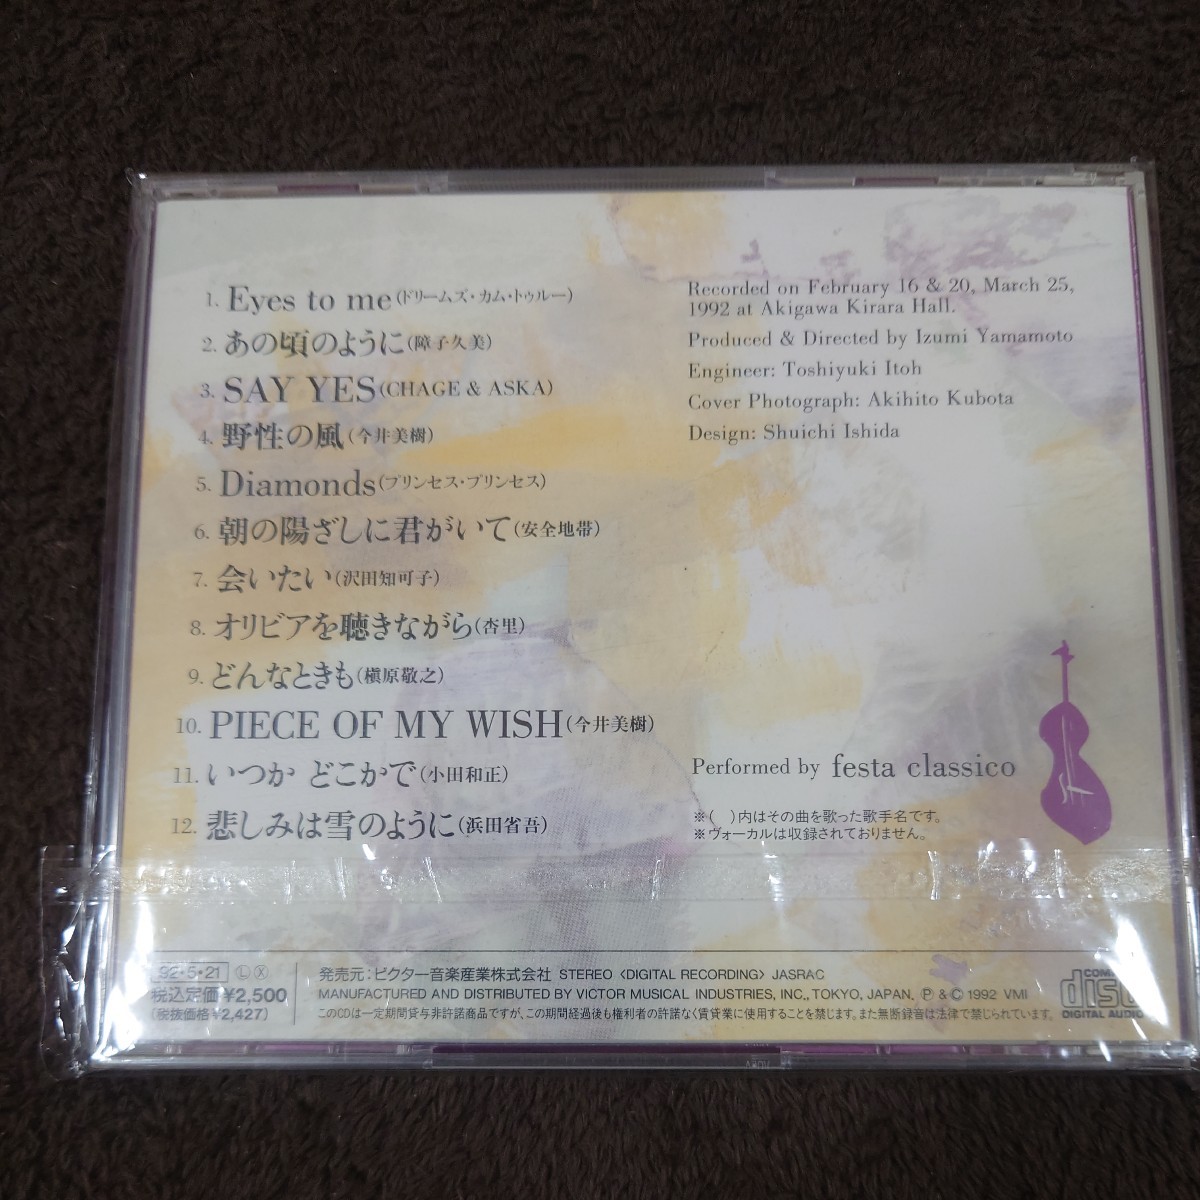 1. Eyes to me(ドリームズ・カム・トゥルー)
2. あの頃のように(障子久美)
3. SAY YES(CHAGE & ASKA)
4. 野性の風(今井美樹)
5. Diamonds(プリンセス・プリンセス)
6. 朝の陽ざしに君がいて(安全地帯)
7. 会いたい(沢田知可子)
8. オリビアを聴きながら(杏里)
9. どんなときも(槇原敬之)
10. PIECE OF MY WISH(今井美樹)
11. いつか どこかで(小田和正)
12. 悲しみは雪のように(浜田省吾)
Recorded on February 16 & 20, March 25,
1992 at Akigawa Kirara Hall.
Produced & Directed by Izumi Yamamoto
Engineer: Toshiyuki Itoh
Cover Photograph: Akihito Kubota
Design: Shuichi Ishida
Performed by festa classico
※( )内はその曲を歌った歌手名です。
※ヴォーカルは収録されておりません。
92・5・21 Ⓛ Ⓧ
税込定価¥2,500
(税抜価格¥2,427)
発売元：ビクター音楽産業株式会社 STEREO 〈DIGITAL RECORDING〉 JASRAC
MANUFACTURED AND DISTRIBUTED BY VICTOR MUSICAL INDUSTRIES, INC., TOKYO, JAPAN. Ⓟ & © 1992 VMI
このCDは一定期間貸与非許諾商品ですが、この期間経過後も権利者の許諾なく賃貸業に使用することを禁じます。また無断録音は法律で禁じられています。
disc
DIGITAL AUDIO